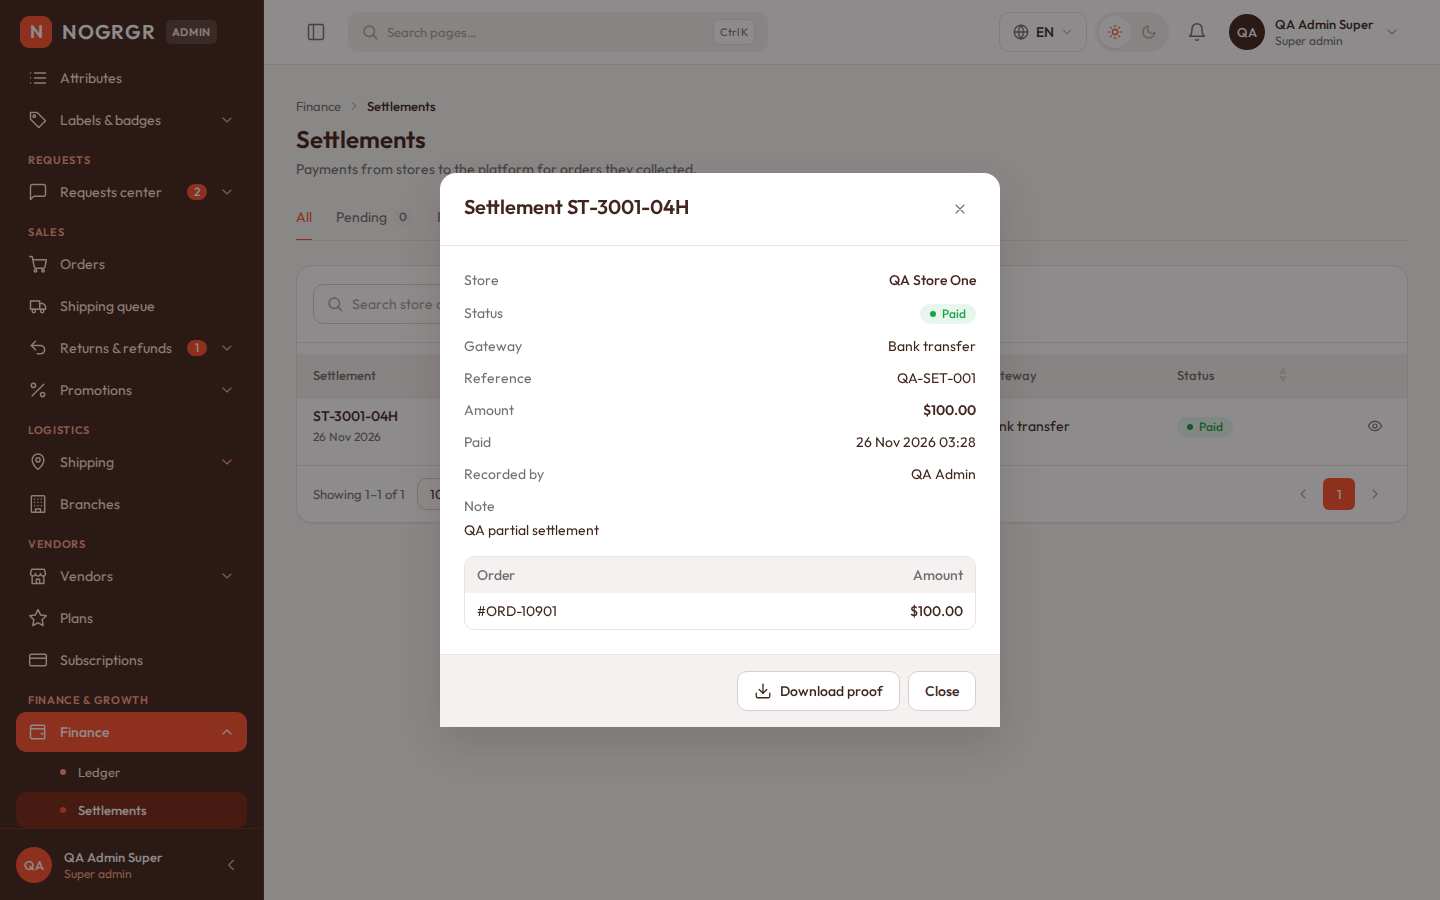 N NOGRGR ADMIN
Search pages... Ctrl K
EN
QA
QA Admin Super
Super admin
Attributes
Labels & badges
REQUESTS
Requests center 2
SALES
Orders
Shipping queue
Returns & refunds 1
Promotions
LOGISTICS
Shipping
Branches
VENDORS
Vendors
Plans
Subscriptions
FINANCE & GROWTH
Finance
Ledger
Settlements
QA
QA Admin Super
Super admin
Finance > Settlements
Settlements
Payments from stores to the platform for orders they collected.
All
Pending 0
Search store
Settlement
Status
ST-3001-04H
26 Nov 2026
transfer
Paid
Showing 1–1 of 1
1
Settlement ST-3001-04H
Store QA Store One
Status Paid
Gateway Bank transfer
Reference QA-SET-001
Amount $100.00
Paid 26 Nov 2026 03:28
Recorded by QA Admin
Note
QA partial settlement
Order Amount
#ORD-10901 $100.00
Download proof
Close